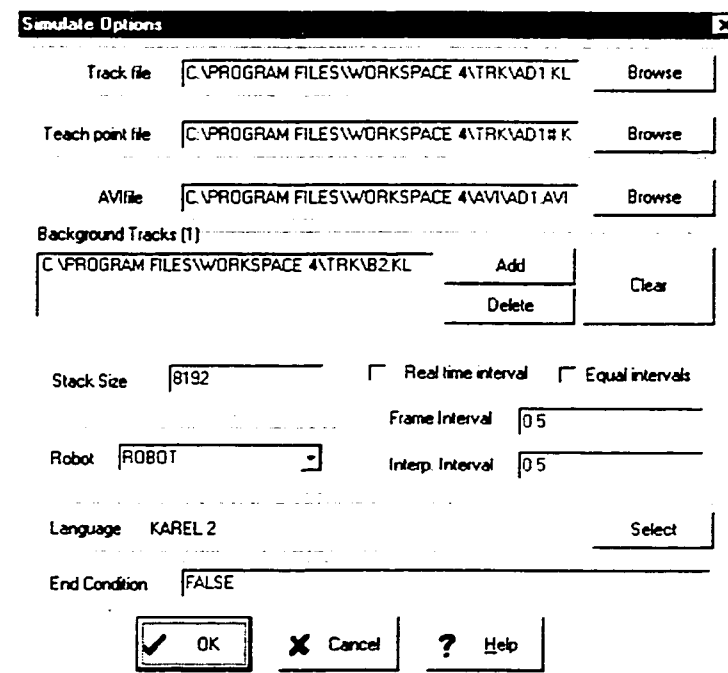 Simulate Options
Track file C:\PROGRAM FILES\WORKSPACE 4\TRK\AD1.KL Browse
Teach point file C:\PROGRAM FILES\WORKSPACE 4\TRK\AD1#.K Browse
AVIfile C:\PROGRAM FILES\WORKSPACE 4\AVI\AD1.AVI Browse
Background Tracks (1)
C:\PROGRAM FILES\WORKSPACE 4\TRK\B2.KL Add Clear
Delete
Stack Size 8192 Real time interval Equal intervals
Frame Interval 0.5
Robot ROBOT Interp. Interval 0.5
Language KAREL 2 Select
End Condition FALSE
OK Cancel ? Help